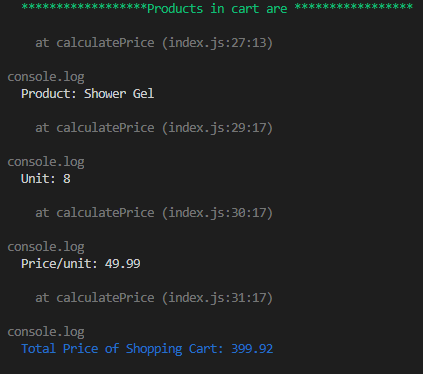 ******************Products in cart are *****************
at calculatePrice (index.js:27:13)
console.log
Product: Shower Gel
at calculatePrice (index.js:29:17)
console.log
Unit: 8
at calculatePrice (index.js:30:17)
console.log
Price/unit: 49.99
at calculatePrice (index.js:31:17)
console.log
Total Price of Shopping Cart: 399.92